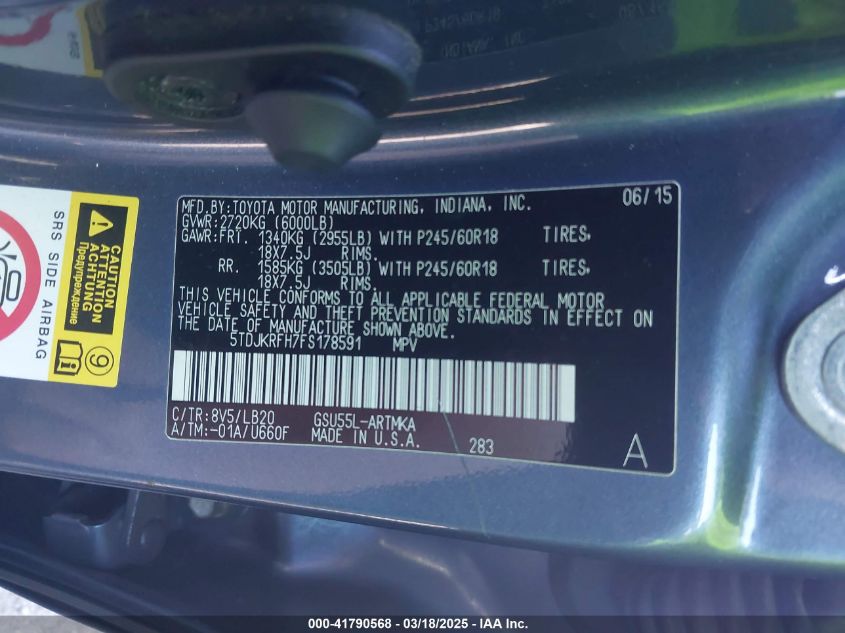 MFD. BY: TOYOTA MOTOR MANUFACTURING, INDIANA, INC. 06/15
GVWR: 2720KG (6000LB)
GAWR: FRT. 1340KG (2955LB) WITH P245/60R18 TIRES,
18X7.5J RIMS.
RR. 1585KG (3505LB) WITH P245/60R18 TIRES,
18X7.5J RIMS.
THIS VEHICLE CONFORMS TO ALL APPLICABLE FEDERAL MOTOR
VEHICLE SAFETY AND THEFT PREVENTION STANDARDS IN EFFECT ON
THE DATE OF MANUFACTURE SHOWN ABOVE.
5TDJKRFH7FS178591 MPV
C/TR: 8V5/LB20 GSU55L-ARTMKA
A/TM: -01A/U660F MADE IN U.S.A. 283 A
SRS SIDE AIRBAG
CAUTION
ATTENTION
ACHTUNG
Предупреждение
9
000-41790568 — 03/18/2025 — IAA Inc.